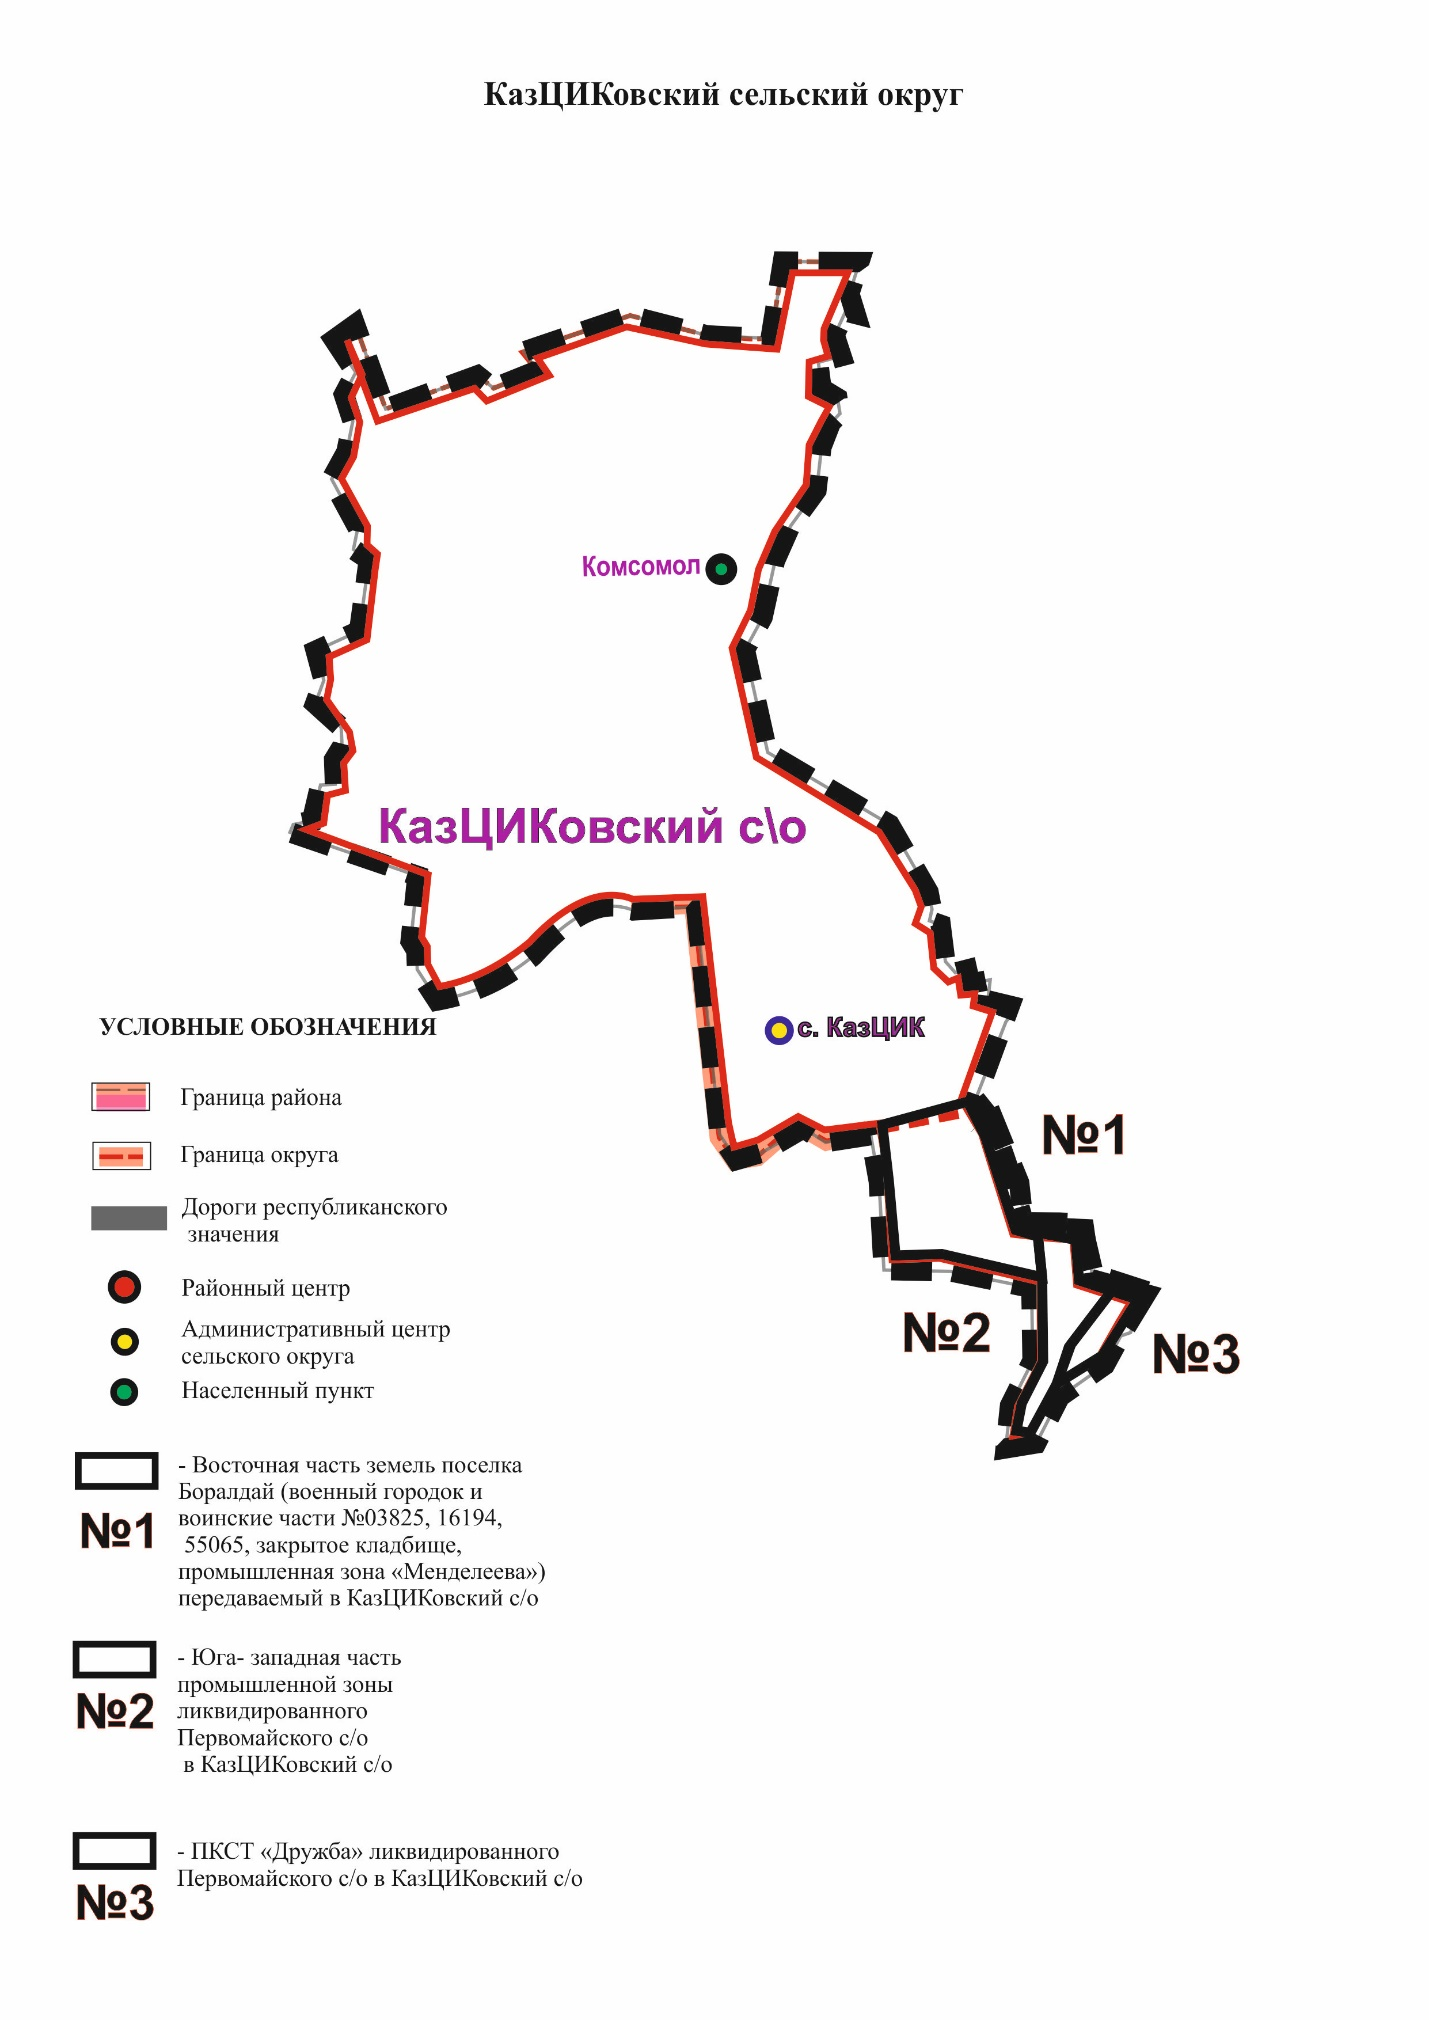 КазЦИКовский сельский округ
Комсомол
КазЦИКовский с\о
с. КазЦИК
№1
№2
№3
УСЛОВНЫЕ ОБОЗНАЧЕНИЯ
Граница района
Граница округа
Дороги республиканского
значения
Районный центр
Административный центр
сельского округа
Населенный пункт
- Восточная часть земель поселка
Боралдай (военный городок и
воинские части №03825, 16194,
55065, закрытое кладбище,
промышленная зона «Менделеева»)
передаваемый в КазЦИКовский с/о
№1
- Юга- западная часть
промышленной зоны
ликвидированного
Первомайского с/о
в КазЦИКовский с/о
№2
- ПКСТ «Дружба» ликвидированного
Первомайского с/о в КазЦИКовский с/о
№3